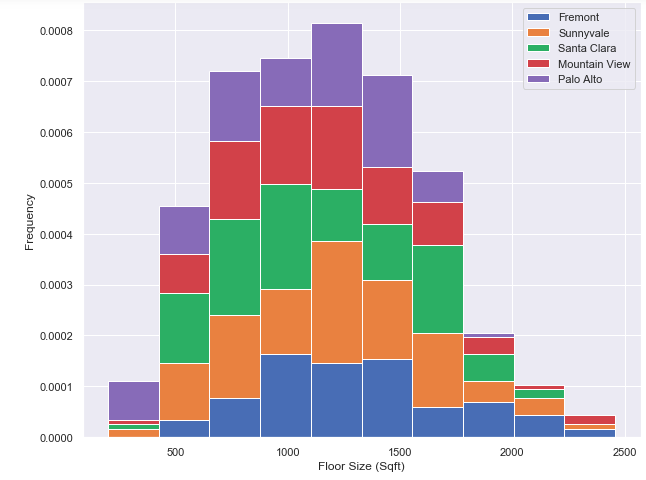 Fremont
Sunnyvale
Santa Clara
Mountain View
Palo Alto
0.0008
0.0007
0.0006
0.0005
0.0004
0.0003
0.0002
0.0001
0.0000
Frequency
500 1000 1500 2000 2500
Floor Size (Sqft)